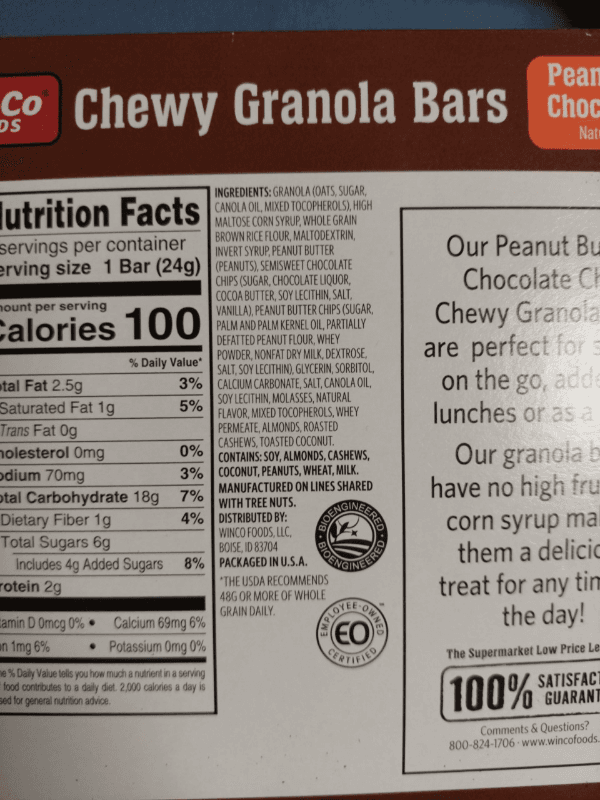 Co
DS
Chewy Granola Bars
Pean
Choc
Natu
Nutrition Facts
servings per container
erving size 1 Bar (24g)
ount per serving
Calories 100
% Daily Value*
otal Fat 2.5g 3%
Saturated Fat 1g 5%
Trans Fat 0g
holesterol 0mg 0%
odium 70mg 3%
otal Carbohydrate 18g 7%
Dietary Fiber 1g 4%
Total Sugars 6g
Includes 4g Added Sugars 8%
rotein 2g
amin D 0mcg 0% • Calcium 69mg 6%
n 1mg 6% • Potassium 0mg 0%
e % Daily Value tells you how much a nutrient in a serving
food contributes to a daily diet. 2,000 calories a day is
sed for general nutrition advice.
INGREDIENTS: GRANOLA (OATS, SUGAR,
CANOLA OIL, MIXED TOCOPHEROLS), HIGH
MALTOSE CORN SYRUP, WHOLE GRAIN
BROWN RICE FLOUR, MALTODEXTRIN,
INVERT SYRUP, PEANUT BUTTER
(PEANUTS), SEMISWEET CHOCOLATE
CHIPS (SUGAR, CHOCOLATE LIQUOR,
COCOA BUTTER, SOY LECITHIN, SALT,
VANILLA), PEANUT BUTTER CHIPS (SUGAR,
PALM AND PALM KERNEL OIL, PARTIALLY
DEFATTED PEANUT FLOUR, WHEY
POWDER, NONFAT DRY MILK, DEXTROSE,
SALT, SOY LECITHIN), GLYCERIN, SORBITOL,
CALCIUM CARBONATE, SALT, CANOLA OIL,
SOY LECITHIN, MOLASSES, NATURAL
FLAVOR, MIXED TOCOPHEROLS, WHEY
PERMEATE, ALMONDS, ROASTED
CASHEWS, TOASTED COCONUT.
CONTAINS: SOY, ALMONDS, CASHEWS,
COCONUT, PEANUTS, WHEAT, MILK.
MANUFACTURED ON LINES SHARED
WITH TREE NUTS.
DISTRIBUTED BY:
WINCO FOODS, LLC,
BOISE, ID 83704
PACKAGED IN U.S.A.
*THE USDA RECOMMENDS
48G OR MORE OF WHOLE
GRAIN DAILY.
BIOENGINEERED
BIOENGINEERED
EMPLOYEE-OWNED
EO
CERTIFIED
Our Peanut Bu
Chocolate Ch
Chewy Granola
are perfect for s
on the go, adde
lunches or as a
Our granola b
have no high fru
corn syrup mak
them a delicio
treat for any tim
the day!
The Supermarket Low Price Le
100% SATISFACT
GUARANT
Comments & Questions?
800-824-1706 · www.wincofoods.